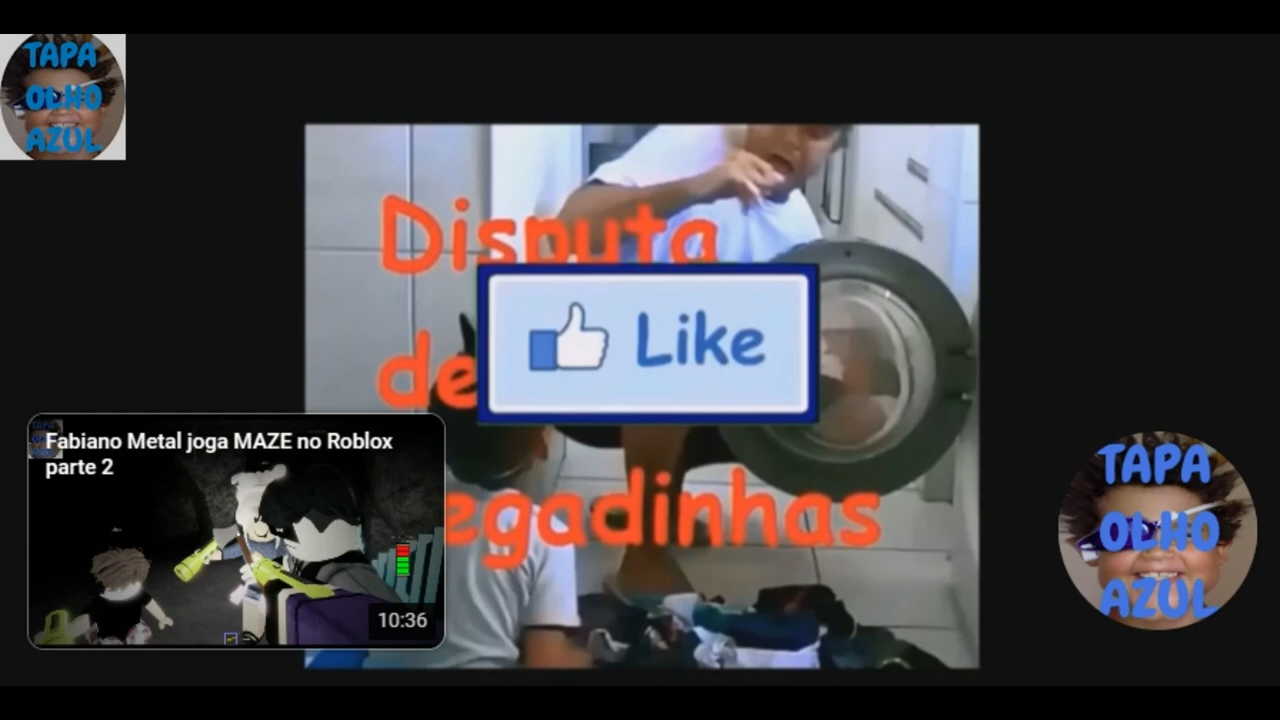 TAPA
OLHO
AZUL
Disputa
de
Like
egadinhas
Fabiano Metal joga MAZE no Roblox
parte 2
10:36
TAPA
OLHO
AZUL